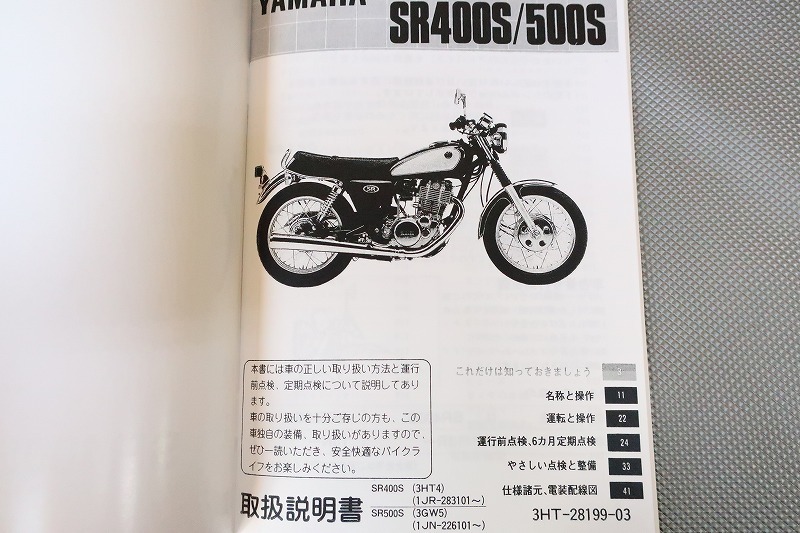 YAMAHA
SR400S/500S
SR
本書には車の正しい取り扱い方法と運行
前点検、定期点検について説明してあり
ます。
車の取り扱いを十分ご存じの方も、この
車独自の装備、取り扱いがありますので、
ぜひ一読いただき、安全快適なバイクラ
イフをお楽しみください。
これだけは知っておきましょう 3
名称と操作 11
運転と操作 22
運行前点検、6カ月定期点検 24
やさしい点検と整備 33
仕様諸元、電装配線図 41
取扱説明書
SR400S (3HT4)
(1JR-283101〜)
SR500S (3GW5)
(1JN-226101〜)
3HT-28199-03